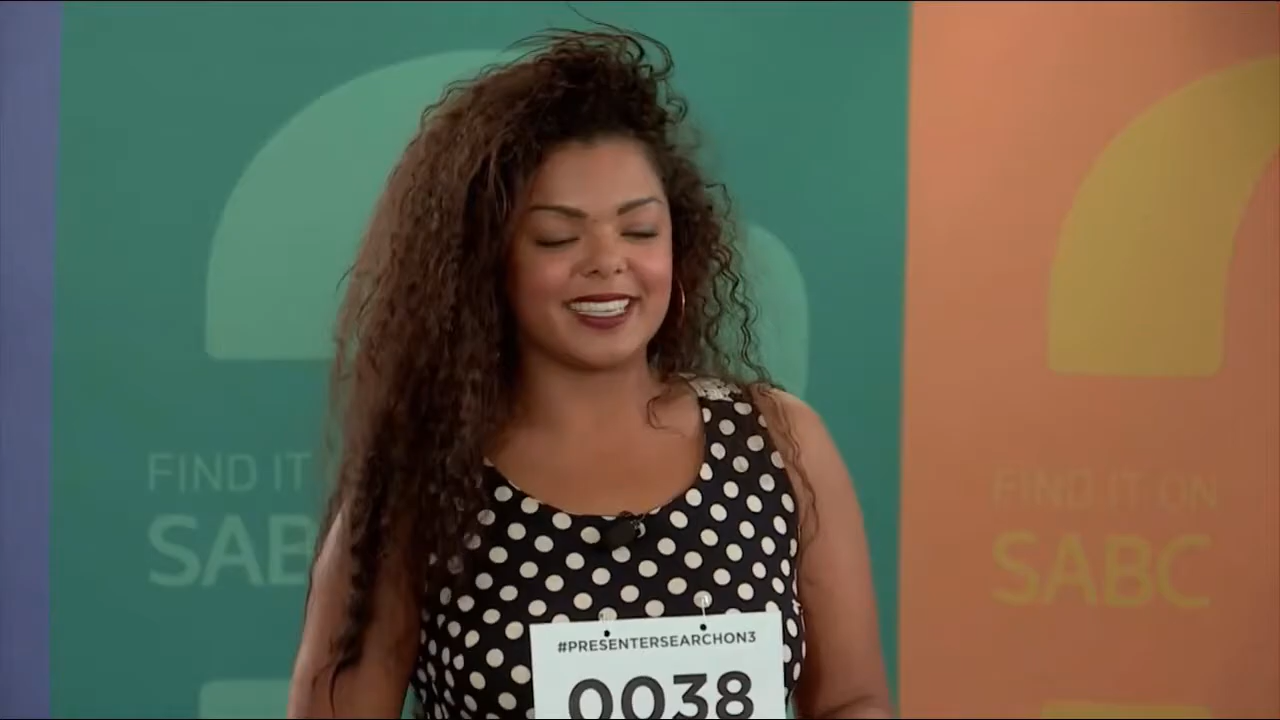 FIND IT
SAB
FIND IT ON
SABC
#PRESENTERSEARCHON3
0038